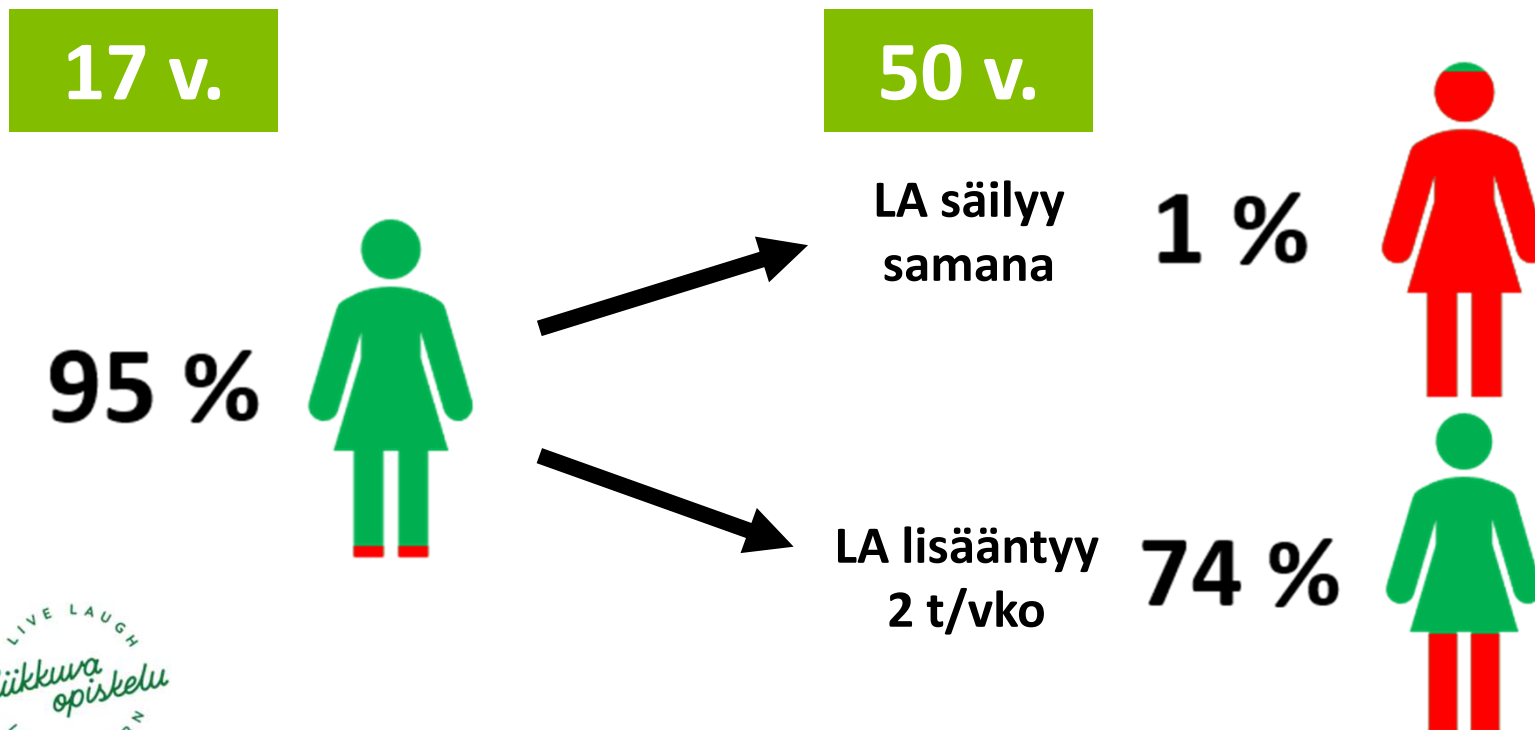 17 v.
50 v.
LA säilyy
samana
1 %
95 %
LA lisääntyy
2 t/vko
74 %
LIVE LAUGH
opiskelu